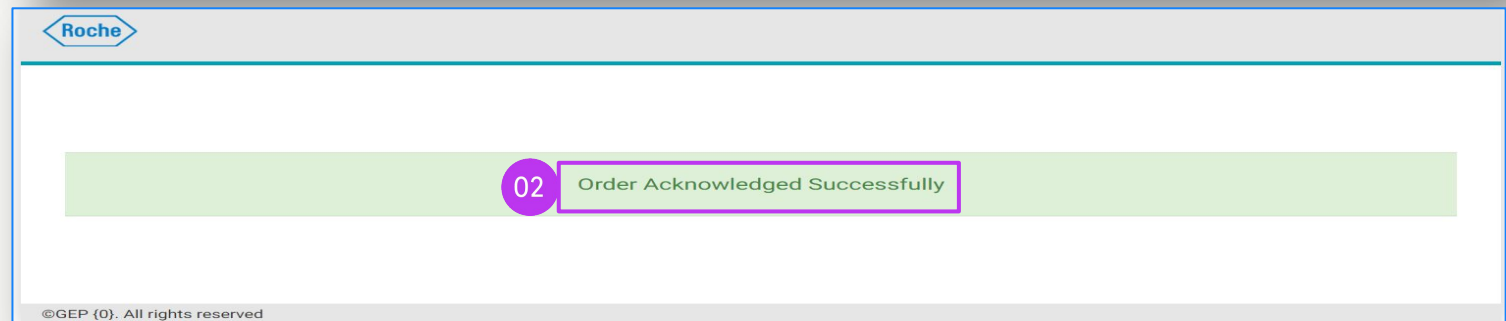 Roche
02 Order Acknowledged Successfully
©GEP {0}. All rights reserved